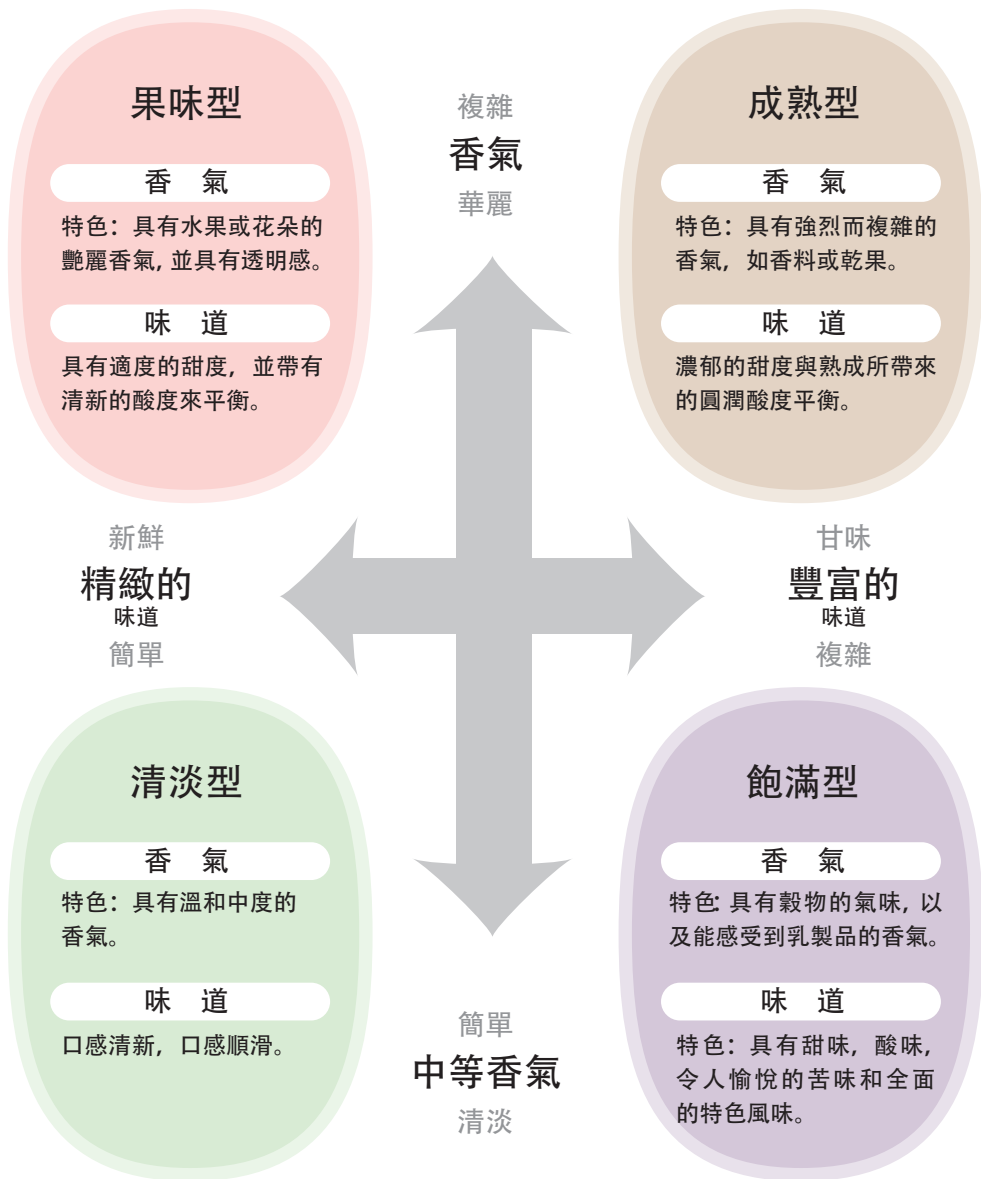 果味型
香 氣
特色：具有水果或花朵的
艷麗香氣，並具有透明感。
味 道
具有適度的甜度，並帶有
清新的酸度來平衡。
複雜
香氣
華麗
成熟型
香 氣
特色：具有強烈而複雜的
香氣，如香料或乾果。
味 道
濃郁的甜度與熟成所帶來
的圓潤酸度平衡。
新鮮
精緻的
味道
簡單
甘味
豐富的
味道
複雜
清淡型
香 氣
特色：具有溫和中度的
香氣。
味 道
口感清新，口感順滑。
簡單
中等香氣
清淡
飽滿型
香 氣
特色：具有穀物的氣味，以
及能感受到乳製品的香氣。
味 道
特色：具有甜味，酸味，
令人愉悅的苦味和全面
的特色風味。